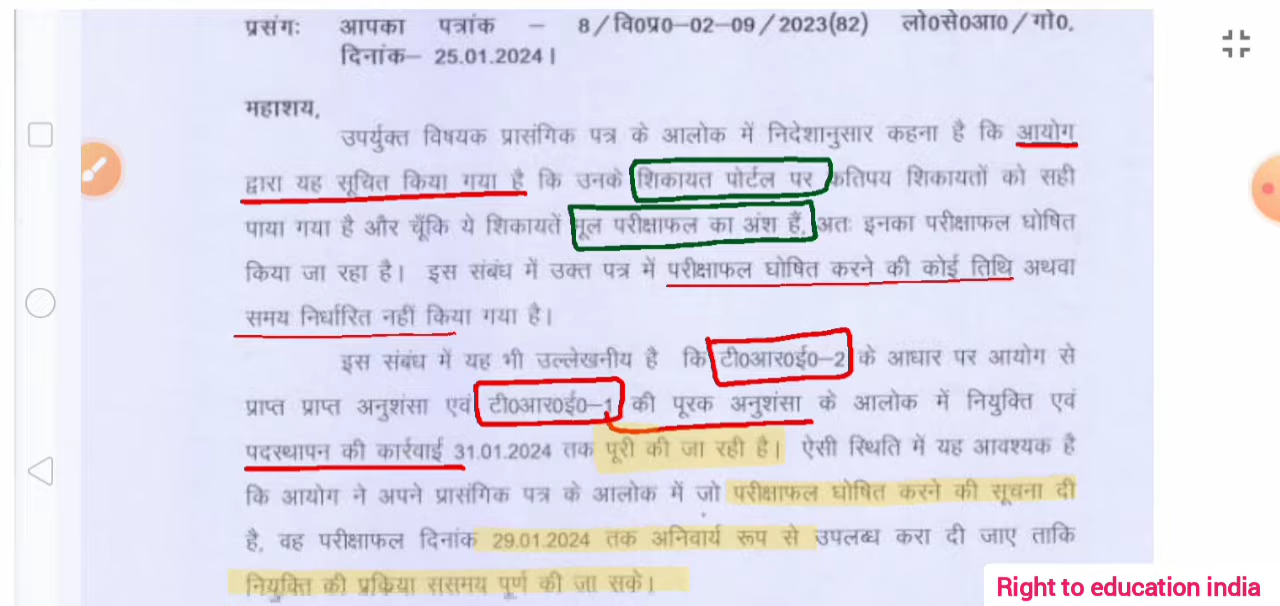 प्रसंगः आपका पत्रांक – 8/वि0प्र0–02–09/2023(82) लो0से0आ0/गो0,
दिनांक– 25.01.2024।
महाशय,
उपर्युक्त विषयक प्रासंगिक पत्र के आलोक में निदेशानुसार कहना है कि आयोग
द्वारा यह सूचित किया गया है कि उनके शिकायत पोर्टल पर कतिपय शिकायतों को सही
पाया गया है और चूँकि ये शिकायतें मूल परीक्षाफल का अंश हैं, अतः इनका परीक्षाफल घोषित
किया जा रहा है। इस संबंध में उक्त पत्र में परीक्षाफल घोषित करने की कोई तिथि अथवा
समय निर्धारित नहीं किया गया है।
इस संबंध में यह भी उल्लेखनीय है कि टी0आर0ई0–2 के आधार पर आयोग से
प्राप्त प्राप्त अनुशंसा एवं टी0आर0ई0–1 की पूरक अनुशंसा के आलोक में नियुक्ति एवं
पदस्थापन की कार्रवाई 31.01.2024 तक पूरी की जा रही है। ऐसी स्थिति में यह आवश्यक है
कि आयोग ने अपने प्रासंगिक पत्र के आलोक में जो परीक्षाफल घोषित करने की सूचना दी
है, वह परीक्षाफल दिनांक 29.01.2024 तक अनिवार्य रूप से उपलब्ध करा दी जाए ताकि
नियुक्ति की प्रक्रिया ससमय पूर्ण की जा सके।
Right to education india